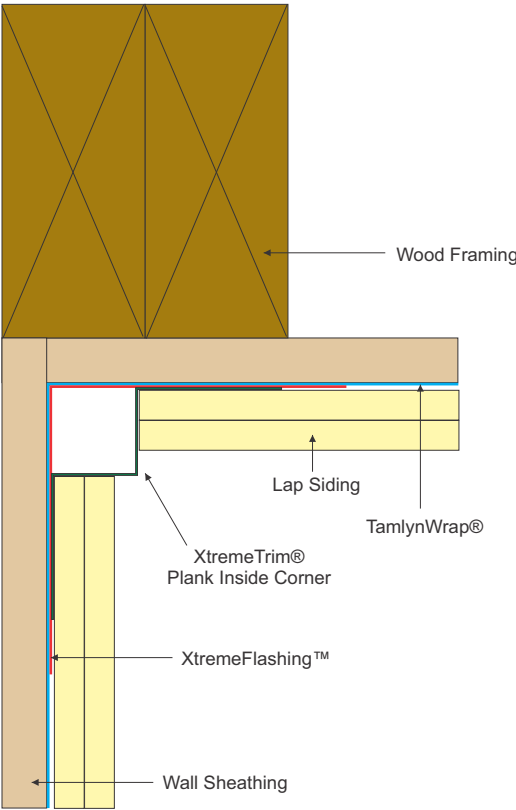 Wood Framing
Lap Siding
TamlynWrap®
XtremeTrim®
Plank Inside Corner
XtremeFlashing™
Wall Sheathing